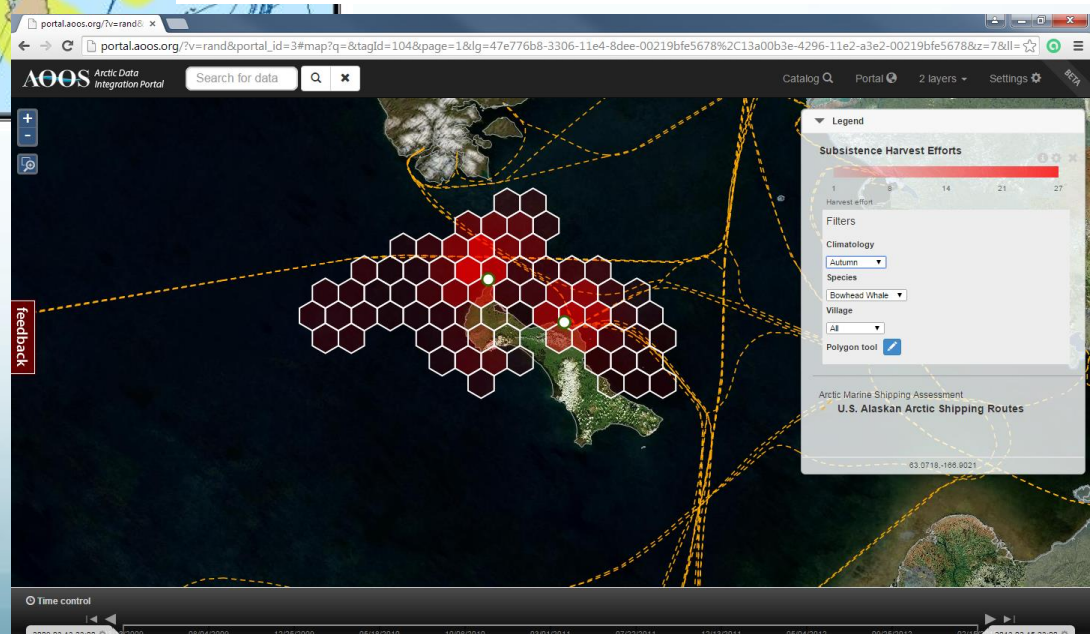 portal.aoos.org/?v=rand&
portal.aoos.org/?v=rand&portal_id=3#map?q=&tagId=104&page=1&lg=47e776b8-3306-11e4-8dee-00219bfe5678%2C13a00b3e-4296-11e2-a3e2-00219bfe5678&z=7&ll=
AOOS Arctic Data
Integration Portal
Search for data
Catalog
Portal
2 layers
Settings
BETA
+
-
feedback
Legend
Subsistence Harvest Efforts
1 8 14 21 27
Harvest effort
Filters
Climatology
Autumn
Species
Bowhead Whale
Village
All
Polygon tool
Arctic Marine Shipping Assessment
U.S. Alaskan Arctic Shipping Routes
63.0718,-166.9021
Time control